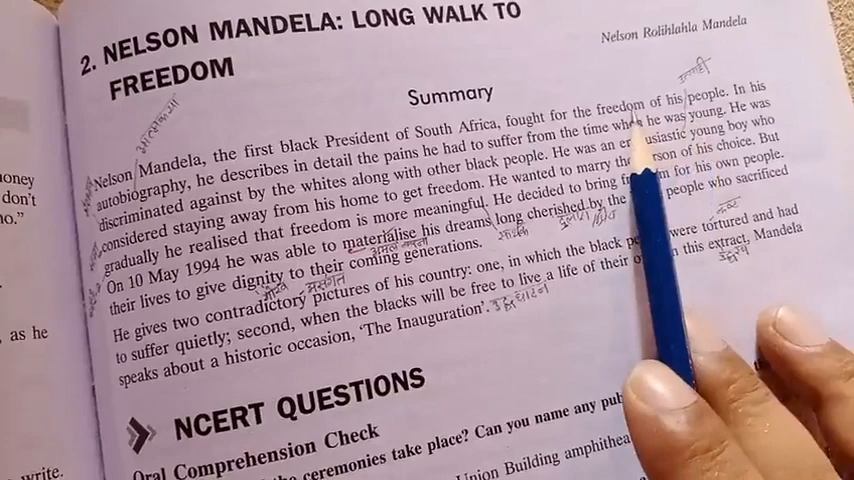 2. NELSON MANDELA: LONG WALK TO
FREEDOM
Nelson Rolihlahla Mandela
Summary
Nelson Mandela, the first black President of South Africa, fought for the freedom of his people. In his
autobiography, he describes in detail the pains he had to suffer from the time when he was young. He was
discriminated against by the whites along with other black people. He was an enthusiastic young boy who
considered staying away from his home to get freedom. He wanted to marry the person of his choice. But
gradually he realised that freedom is more meaningful. He decided to bring for his own people.
On 10 May 1994 he was able to materialise his dreams long cherished by the people who sacrificed
their lives to give dignity to their coming generations.
He gives two contradictory pictures of his country: one, in which the black were tortured and had
to suffer quietly; second, when the blacks will be free to live a life of their this extract, Mandela
speaks about a historic occasion, 'The Inauguration'. उद्घाटन
NCERT QUESTIONS
Oral Comprehension Check
ceremonies take place? Can you name any
Union Building
oney
don't
o."
as he
write.